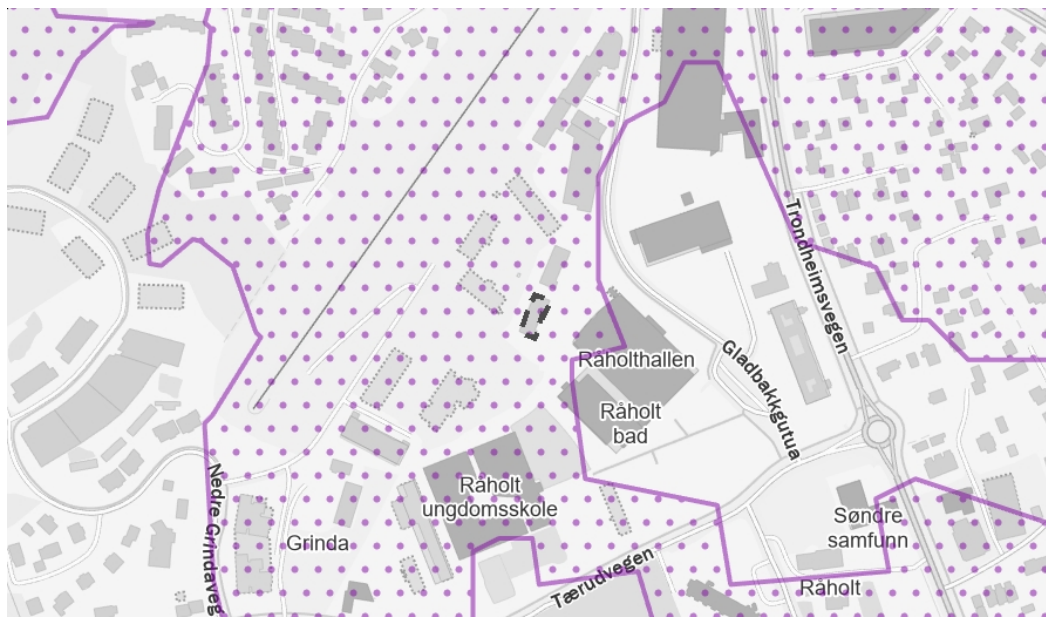 Trondheimsvegen
Gladbakkgutua
Råholthallen
Råholt
bad
Råholt
ungdomsskole
Nedre Grindaveg
Grinda
Tærudvegen
Søndre
samfunn
Råholt